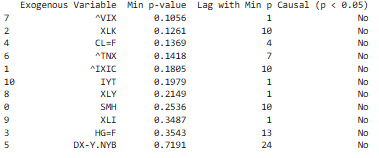 Exogenous Variable Min p-value Lag with Min p Causal (p < 0.05)
7 ^VIX 0.1056 1 No
2 XLK 0.1261 10 No
4 CL=F 0.1369 4 No
6 ^TNX 0.1418 7 No
1 ^IXIC 0.1805 10 No
10 IYT 0.1979 1 No
8 XLY 0.2149 1 No
0 SMH 0.2536 10 No
9 XLI 0.3487 1 No
3 HG=F 0.3543 13 No
5 DX-Y.NYB 0.7191 24 No